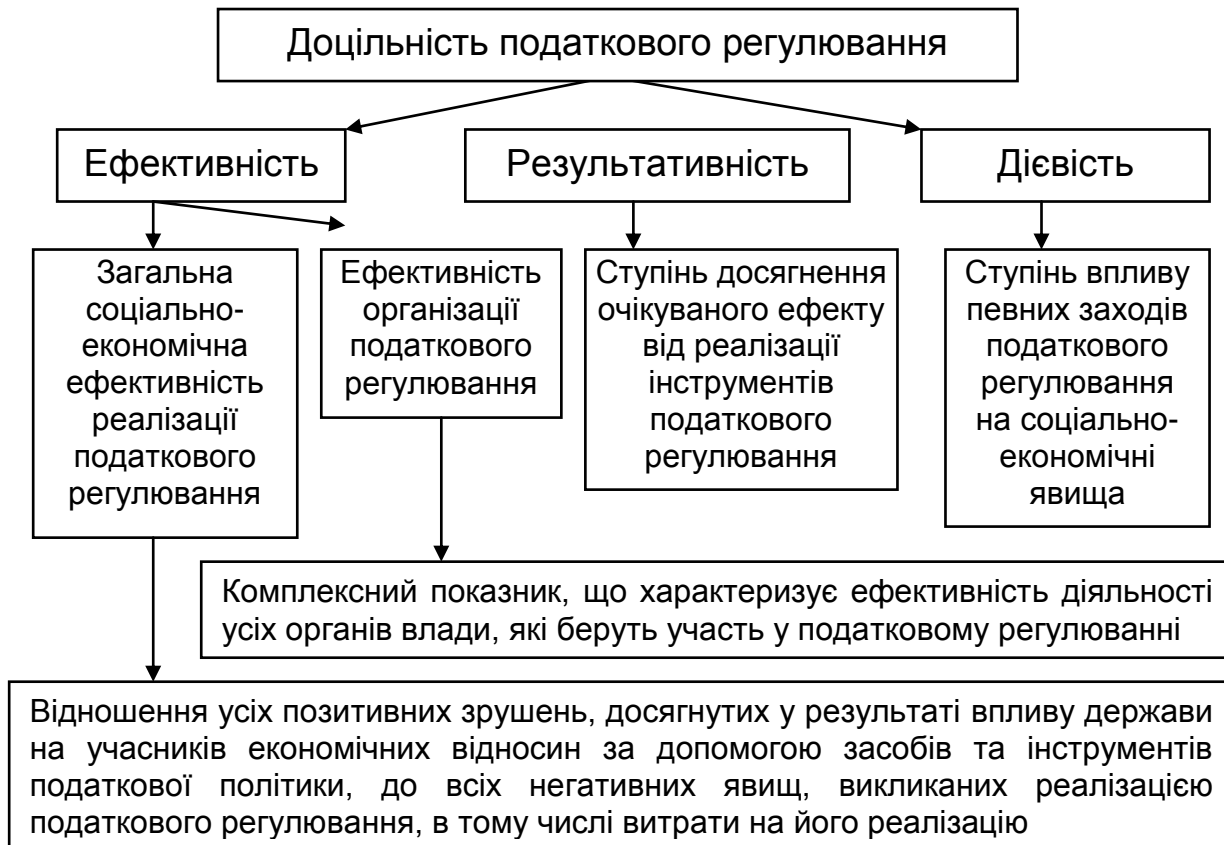 Доцільність податкового регулювання
Ефективність
Результативність
Дієвість
Загальна
соціально-
економічна
ефективність
реалізації
податкового
регулювання
Ефективність
організації
податкового
регулювання
Ступінь досягнення
очікуваного ефекту
від реалізації
інструментів
податкового
регулювання
Ступінь впливу
певних заходів
податкового
регулювання
на соціально-
економічні
явища
Комплексний показник, що характеризує ефективність діяльності
усіх органів влади, які беруть участь у податковому регулюванні
Відношення усіх позитивних зрушень, досягнутих у результаті впливу держави
на учасників економічних відносин за допомогою засобів та інструментів
податкової політики, до всіх негативних явищ, викликаних реалізацією
податкового регулювання, в тому числі витрати на його реалізацію